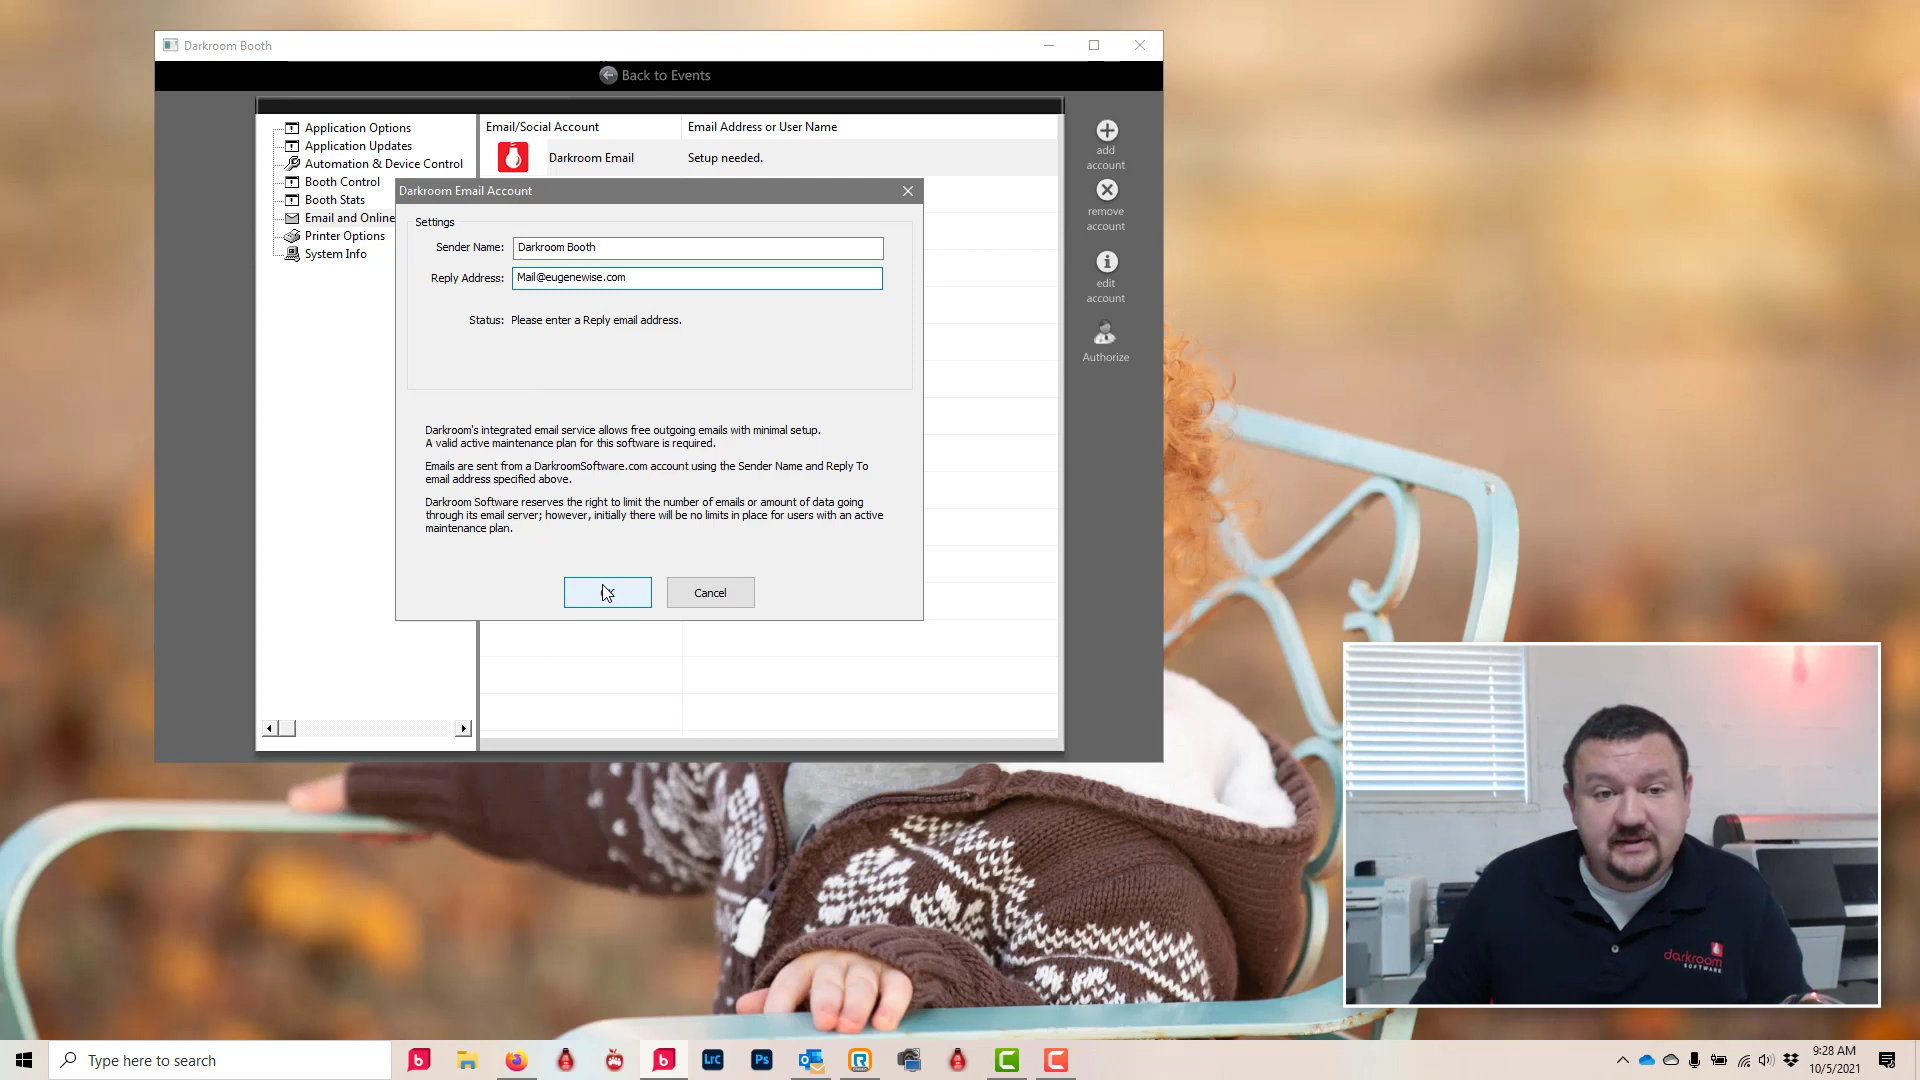 Darkroom Booth
Back to Events
Application Options
Application Updates
Automation & Device Control
Booth Control
Booth Stats
Email and Online
Printer Options
System Info
Email/Social Account
Email Address or User Name
Darkroom Email
Setup needed.
add
account
remove
account
edit
account
Authorize
Darkroom Email Account
Settings
Sender Name:
Darkroom Booth
Reply Address:
Mail@eugenewise.com
Status:
Please enter a Reply email address.
Darkroom's integrated email service allows free outgoing emails with minimal setup.
A valid active maintenance plan for this software is required.
Emails are sent from a DarkroomSoftware.com account using the Sender Name and Reply To
email address specified above.
Darkroom Software reserves the right to limit the number of emails or amount of data going
through its email server; however, initially there will be no limits in place for users with an active
maintenance plan.
Cancel
darkroom
SOFTWARE
Type here to search
b
b
LrC
Ps
9:28 AM
10/5/2021